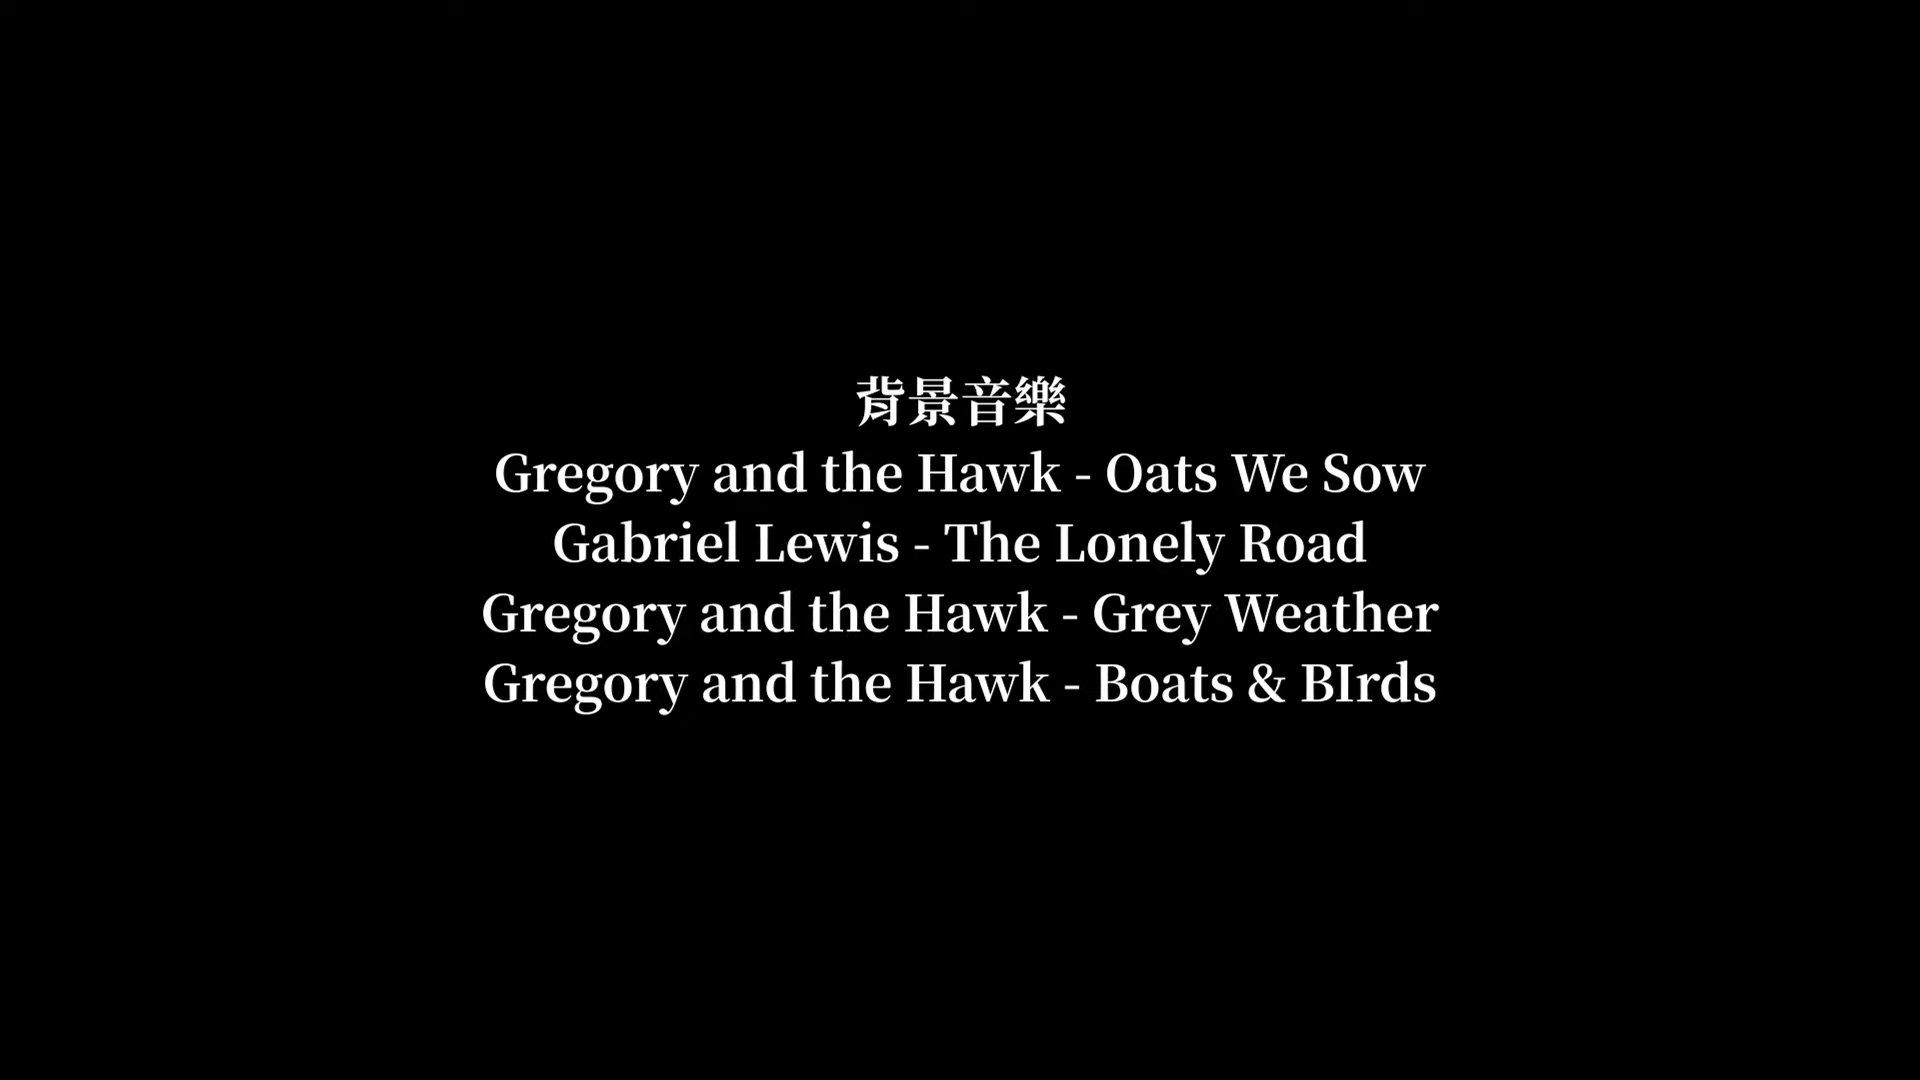 背景音樂
Gregory and the Hawk - Oats We Sow
Gabriel Lewis - The Lonely Road
Gregory and the Hawk - Grey Weather
Gregory and the Hawk - Boats & BIrds